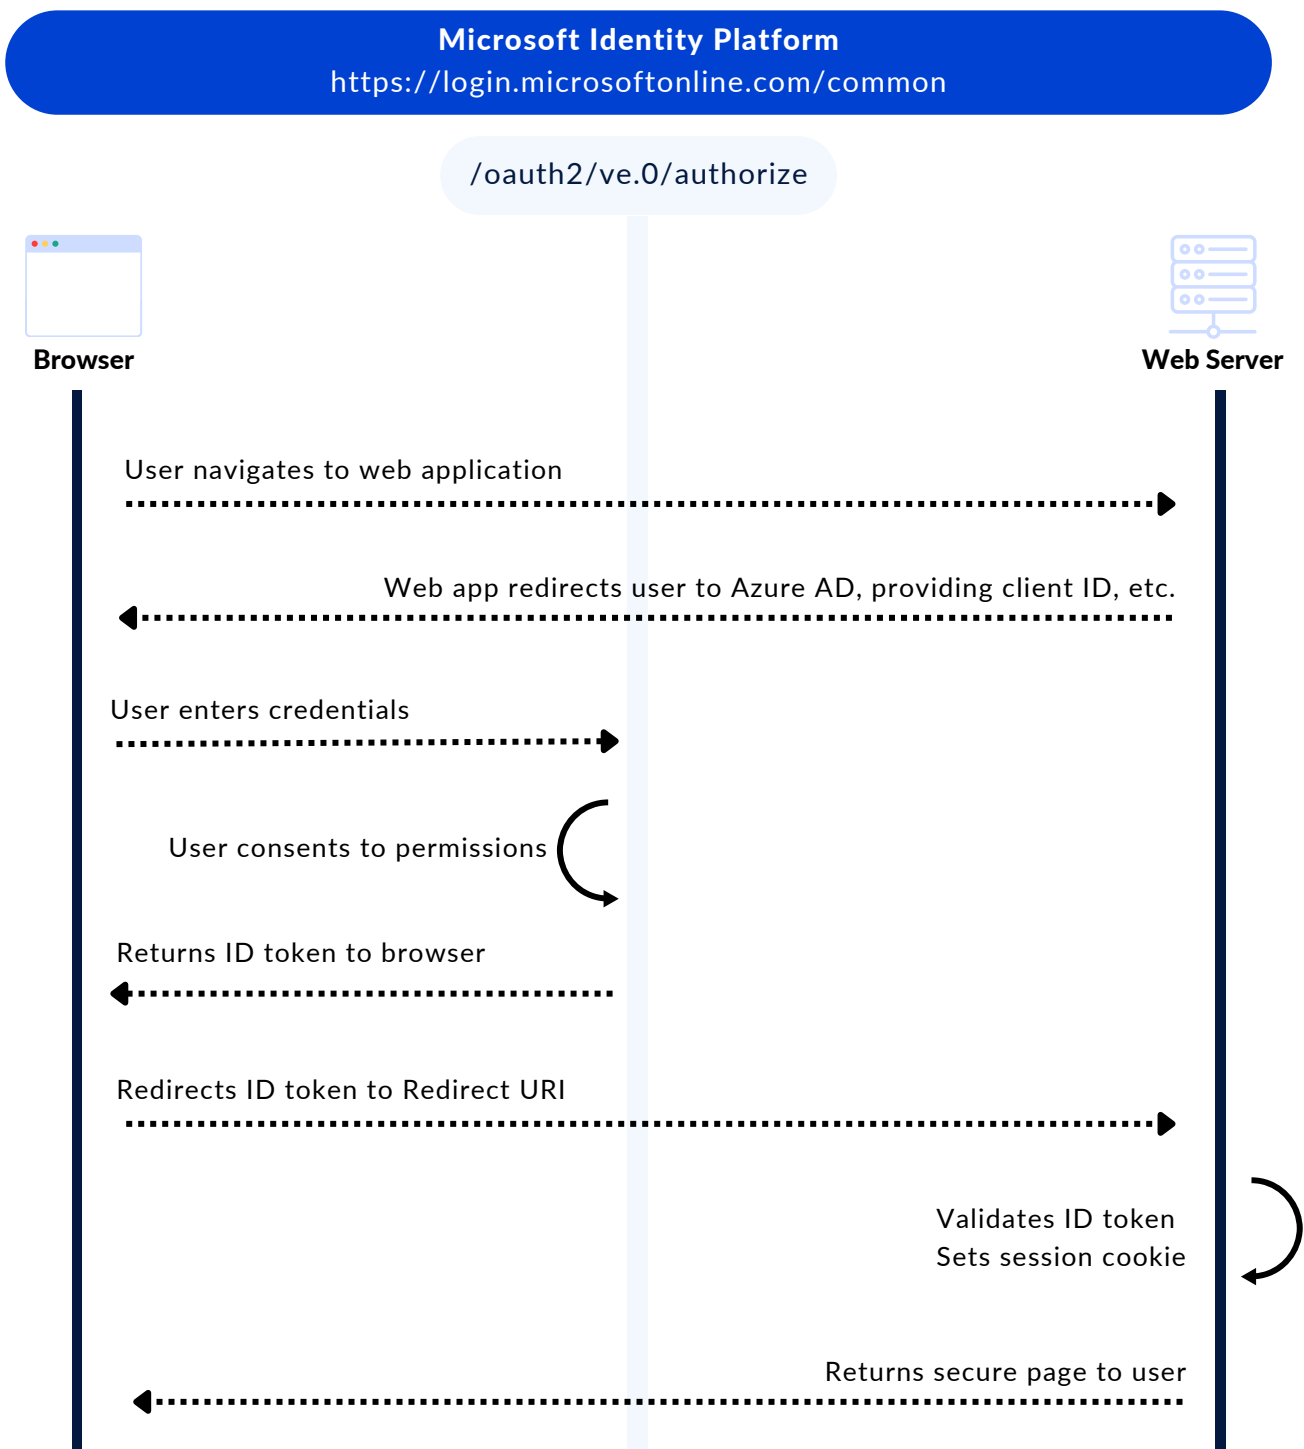 Microsoft Identity Platform
https://login.microsoftonline.com/common
/oauth2/ve.0/authorize
Browser
Web Server
User navigates to web application
Web app redirects user to Azure AD, providing client ID, etc.
User enters credentials
User consents to permissions
Returns ID token to browser
Redirects ID token to Redirect URI
Validates ID token
Sets session cookie
Returns secure page to user